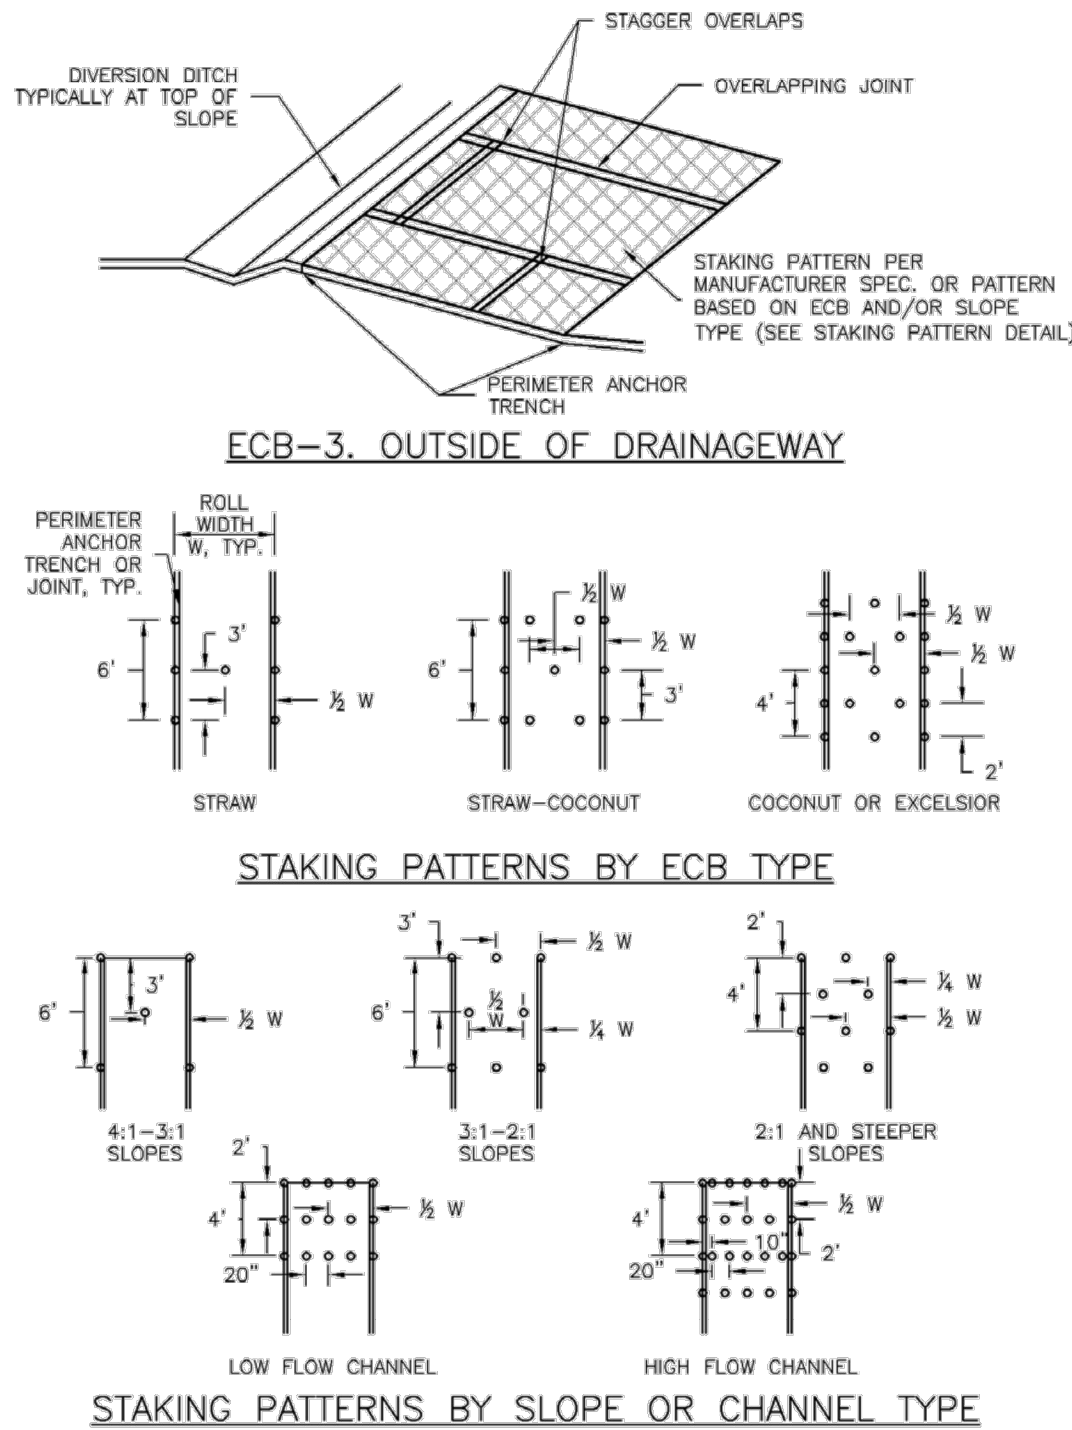 STAGGER OVERLAPS
DIVERSION DITCH
TYPICALLY AT TOP OF
SLOPE
OVERLAPPING JOINT
STAKING PATTERN PER
MANUFACTURER SPEC. OR PATTERN
BASED ON ECB AND/OR SLOPE
TYPE (SEE STAKING PATTERN DETAIL)
PERIMETER ANCHOR
TRENCH
ECB-3. OUTSIDE OF DRAINAGEWAY
PERIMETER
ANCHOR
TRENCH OR
JOINT, TYP.
ROLL
WIDTH
W, TYP.
3'
6'
½ W
STRAW
½ W
½ W
6'
3'
STRAW-COCONUT
½ W
½ W
4'
2'
COCONUT OR EXCELSIOR
STAKING PATTERNS BY ECB TYPE
3'
6'
½ W
4:1-3:1
SLOPES
3'
½ W
½
W
6'
¼ W
3:1-2:1
SLOPES
2'
4'
¼ W
½ W
2:1 AND STEEPER
SLOPES
2'
4'
½ W
20"
LOW FLOW CHANNEL
½ W
4'
10"
2'
20"
HIGH FLOW CHANNEL
STAKING PATTERNS BY SLOPE OR CHANNEL TYPE